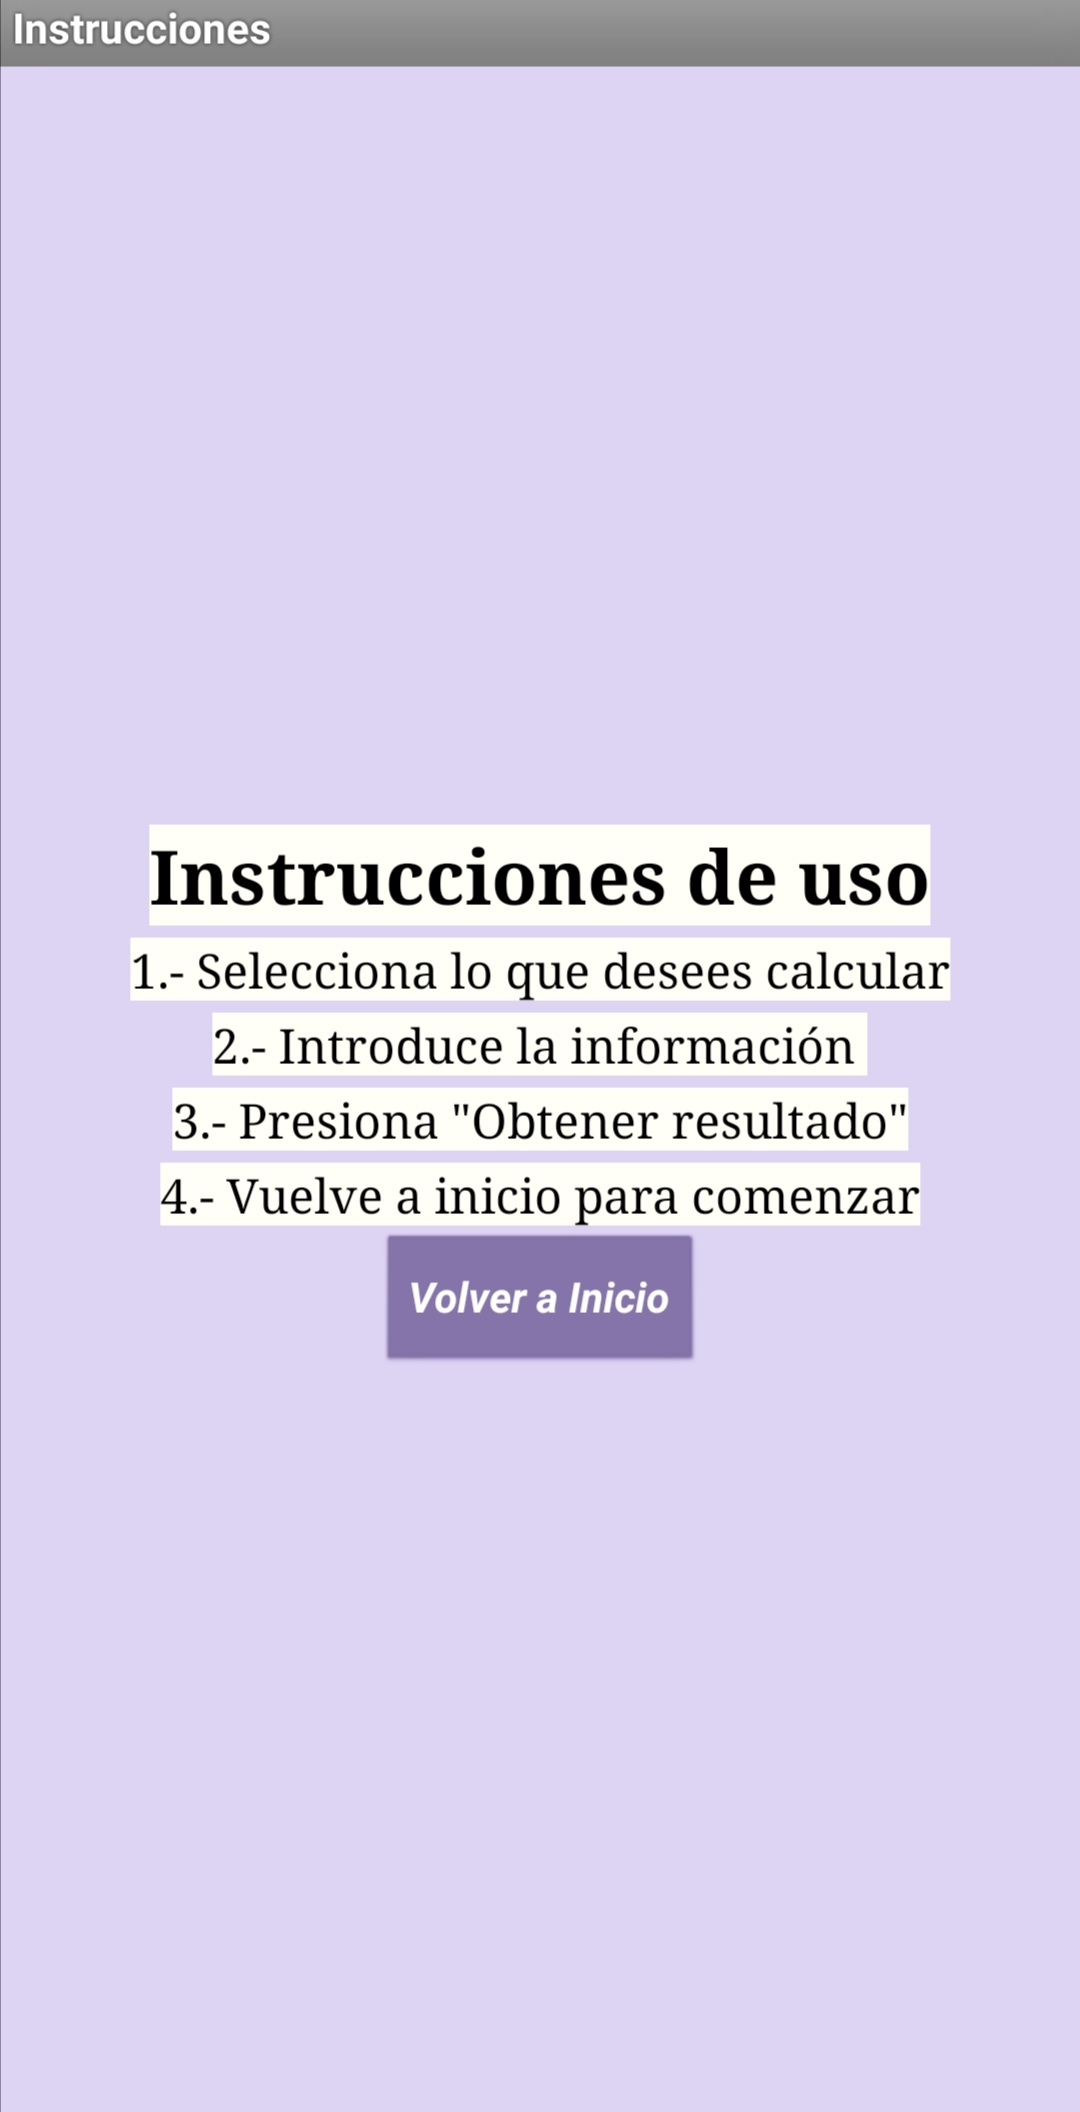 Instrucciones
Instrucciones de uso
1.- Selecciona lo que desees calcular
2.- Introduce la información
3.- Presiona "Obtener resultado"
4.- Vuelve a inicio para comenzar
Volver a Inicio